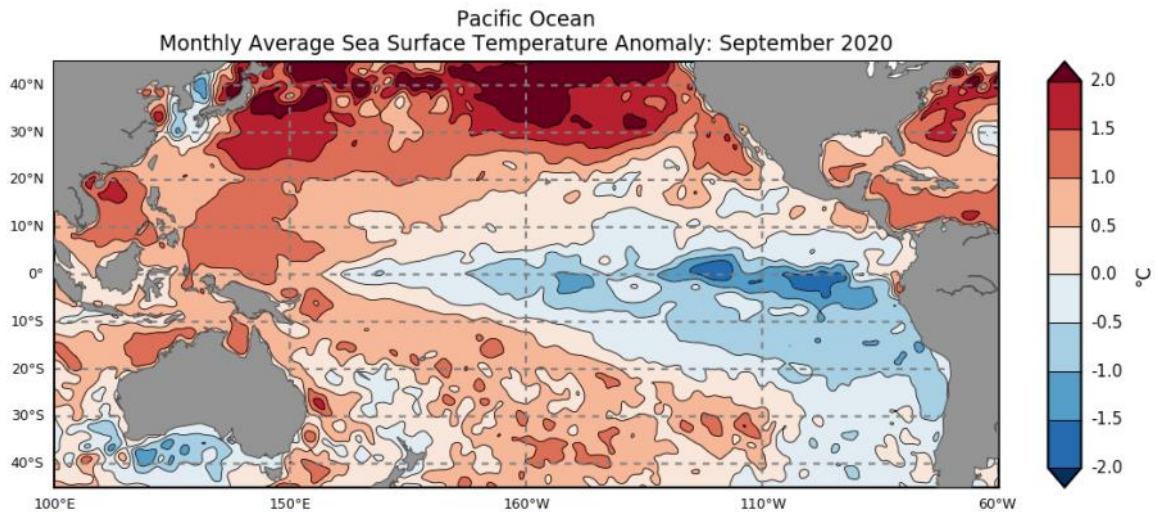 Pacific Ocean
Monthly Average Sea Surface Temperature Anomaly: September 2020
40°N
30°N
20°N
10°N
0°
10°S
20°S
30°S
40°S
100°E
150°E
160°W
110°W
60°W
2.0
1.5
1.0
0.5
0.0
-0.5
-1.0
-1.5
-2.0
°C